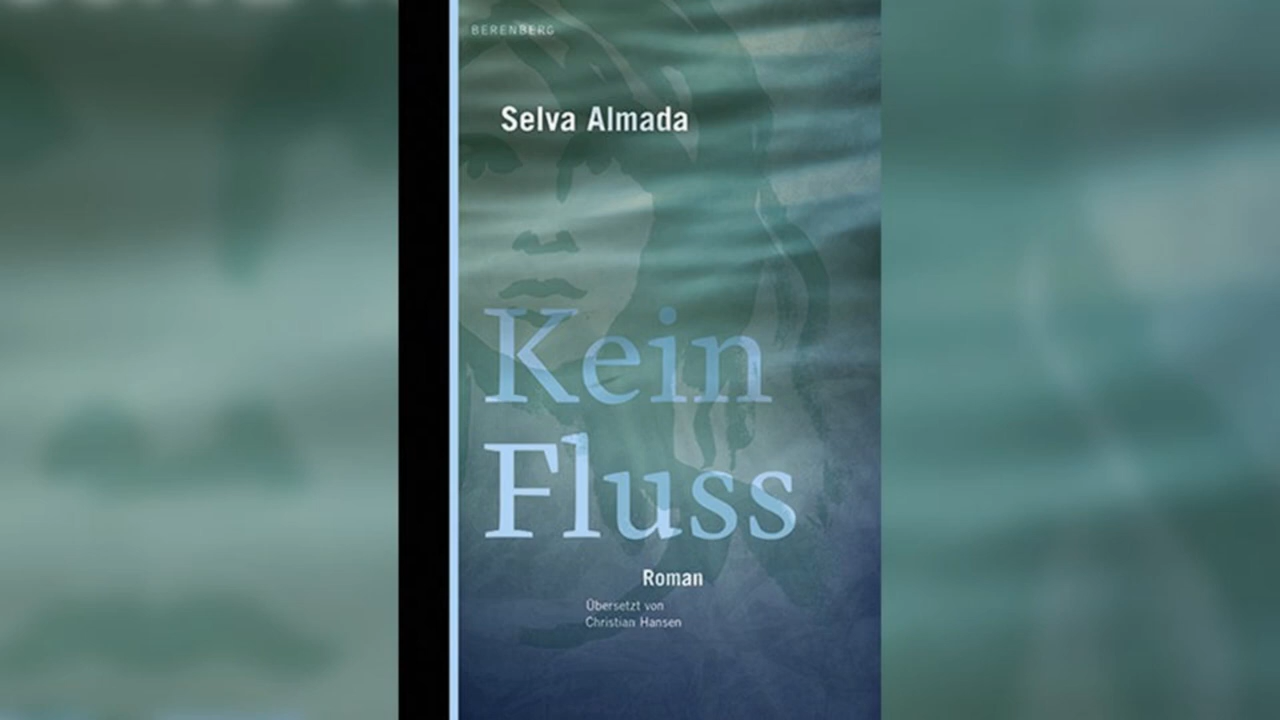 BERENBERG
Selva Almada
Kein
Fluss
Roman
Übersetzt von
Christian Hansen